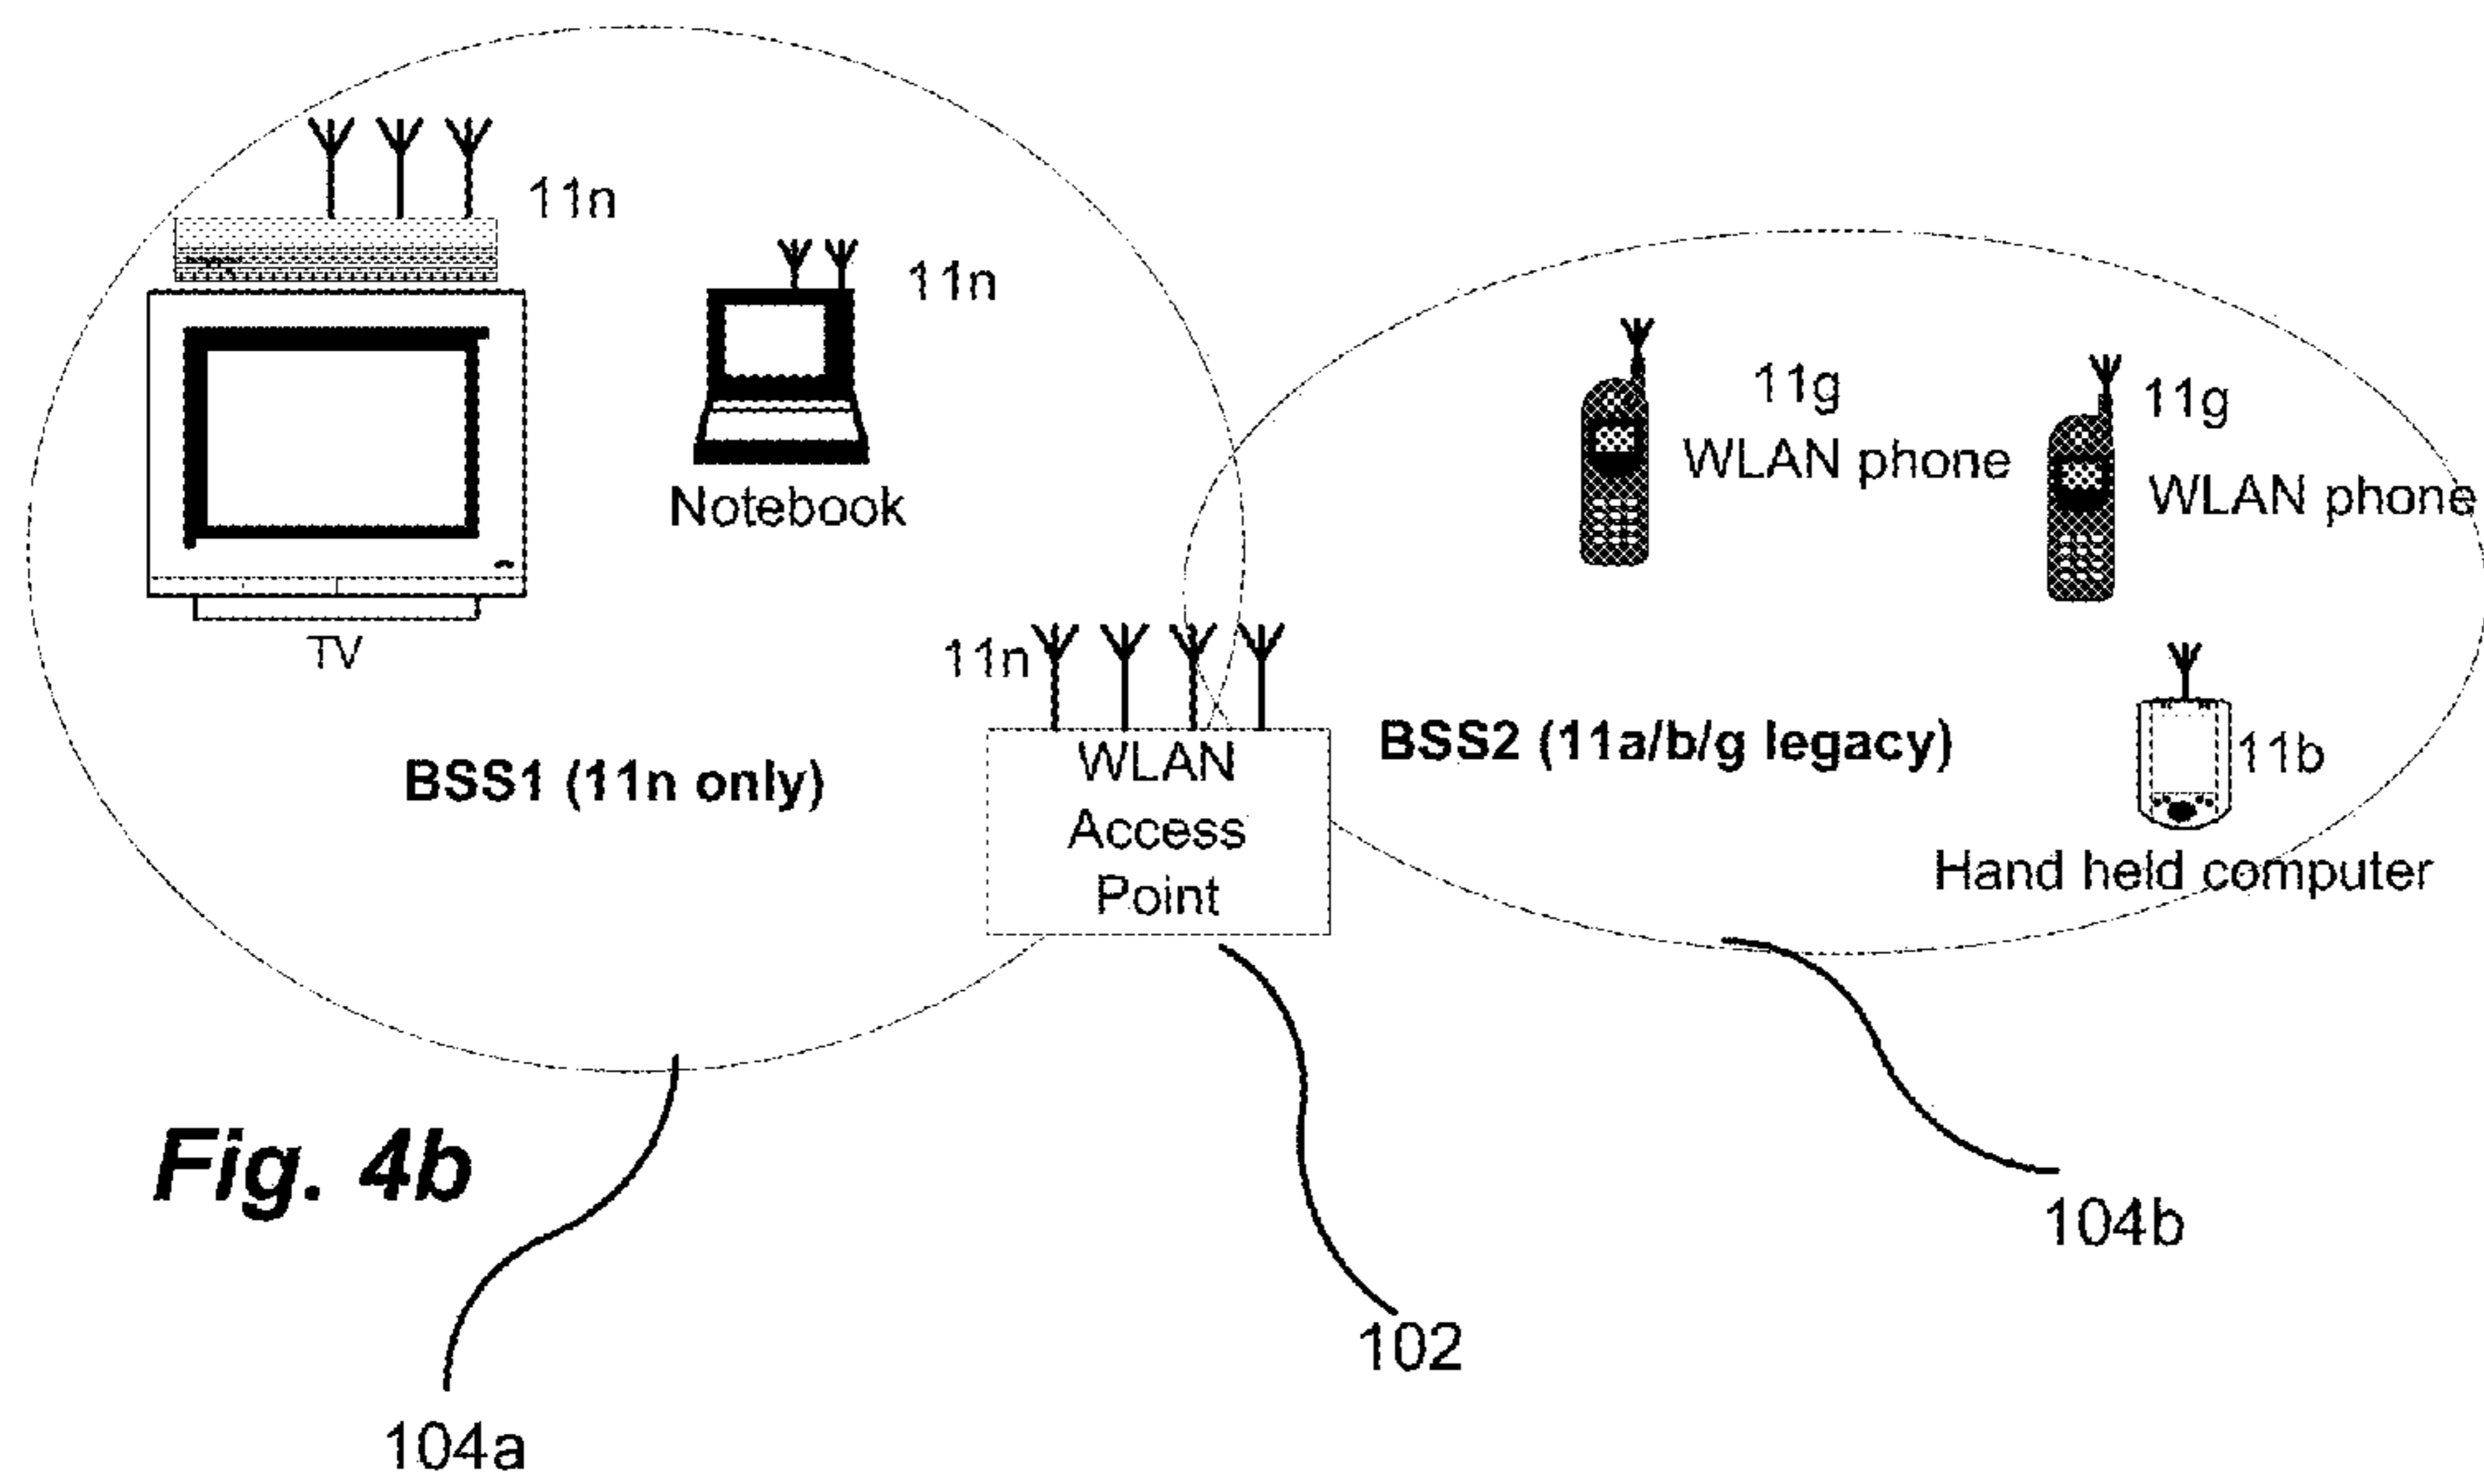 11n
11n
Notebook
TV
11g
WLAN phone
11g
WLAN phone
11n
WLAN
Access
Point
BSS1 (11n only)
BSS2 (11a/b/g legacy)
11b
Hand held computer
Fig. 4b
104a
102
104b